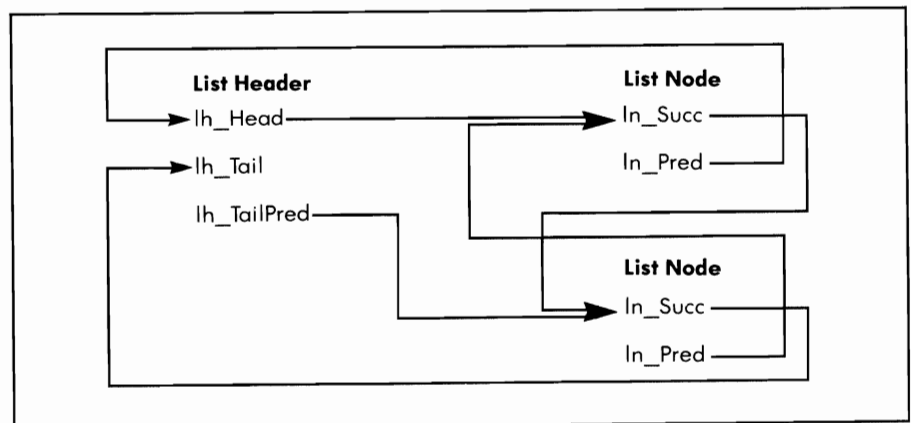 List Header
lh_Head
lh_Tail
lh_TailPred
List Node
ln_Succ
ln_Pred
List Node
ln_Succ
ln_Pred